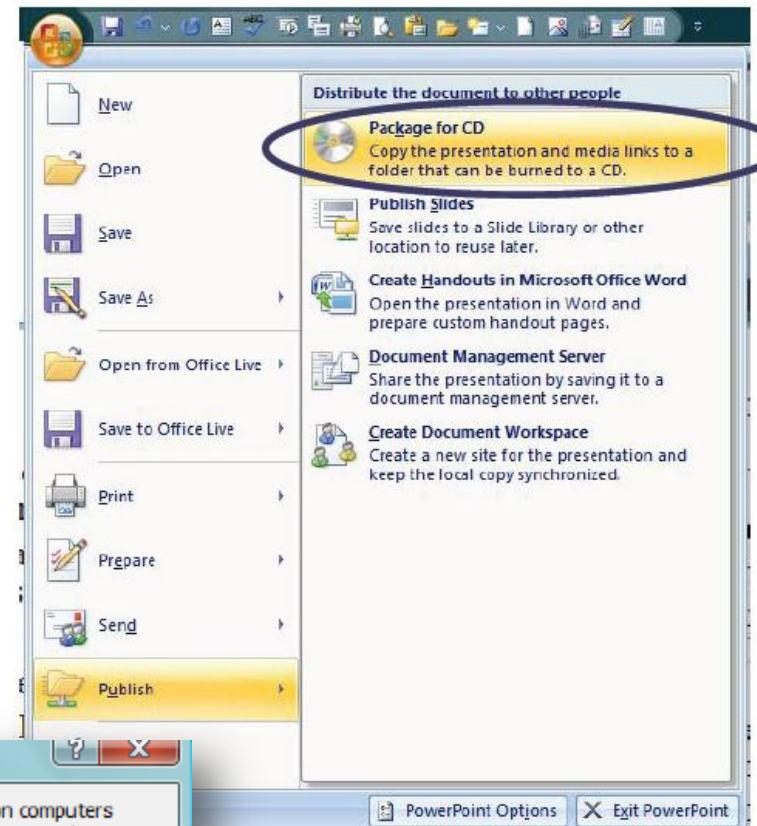 New
Open
Save
Save As
Open from Office Live
Save to Office Live
Print
Prepare
Send
Publish
Distribute the document to other people
Package for CD
Copy the presentation and media links to a
folder that can be burned to a CD.
Publish Slides
Save slides to a Slide Library or other
location to reuse later.
Create Handouts in Microsoft Office Word
Open the presentation in Word and
prepare custom handout pages.
Document Management Server
Share the presentation by saving it to a
document management server.
Create Document Workspace
Create a new site for the presentation and
keep the local copy synchronized.
PowerPoint Options
Exit PowerPoint
on computers